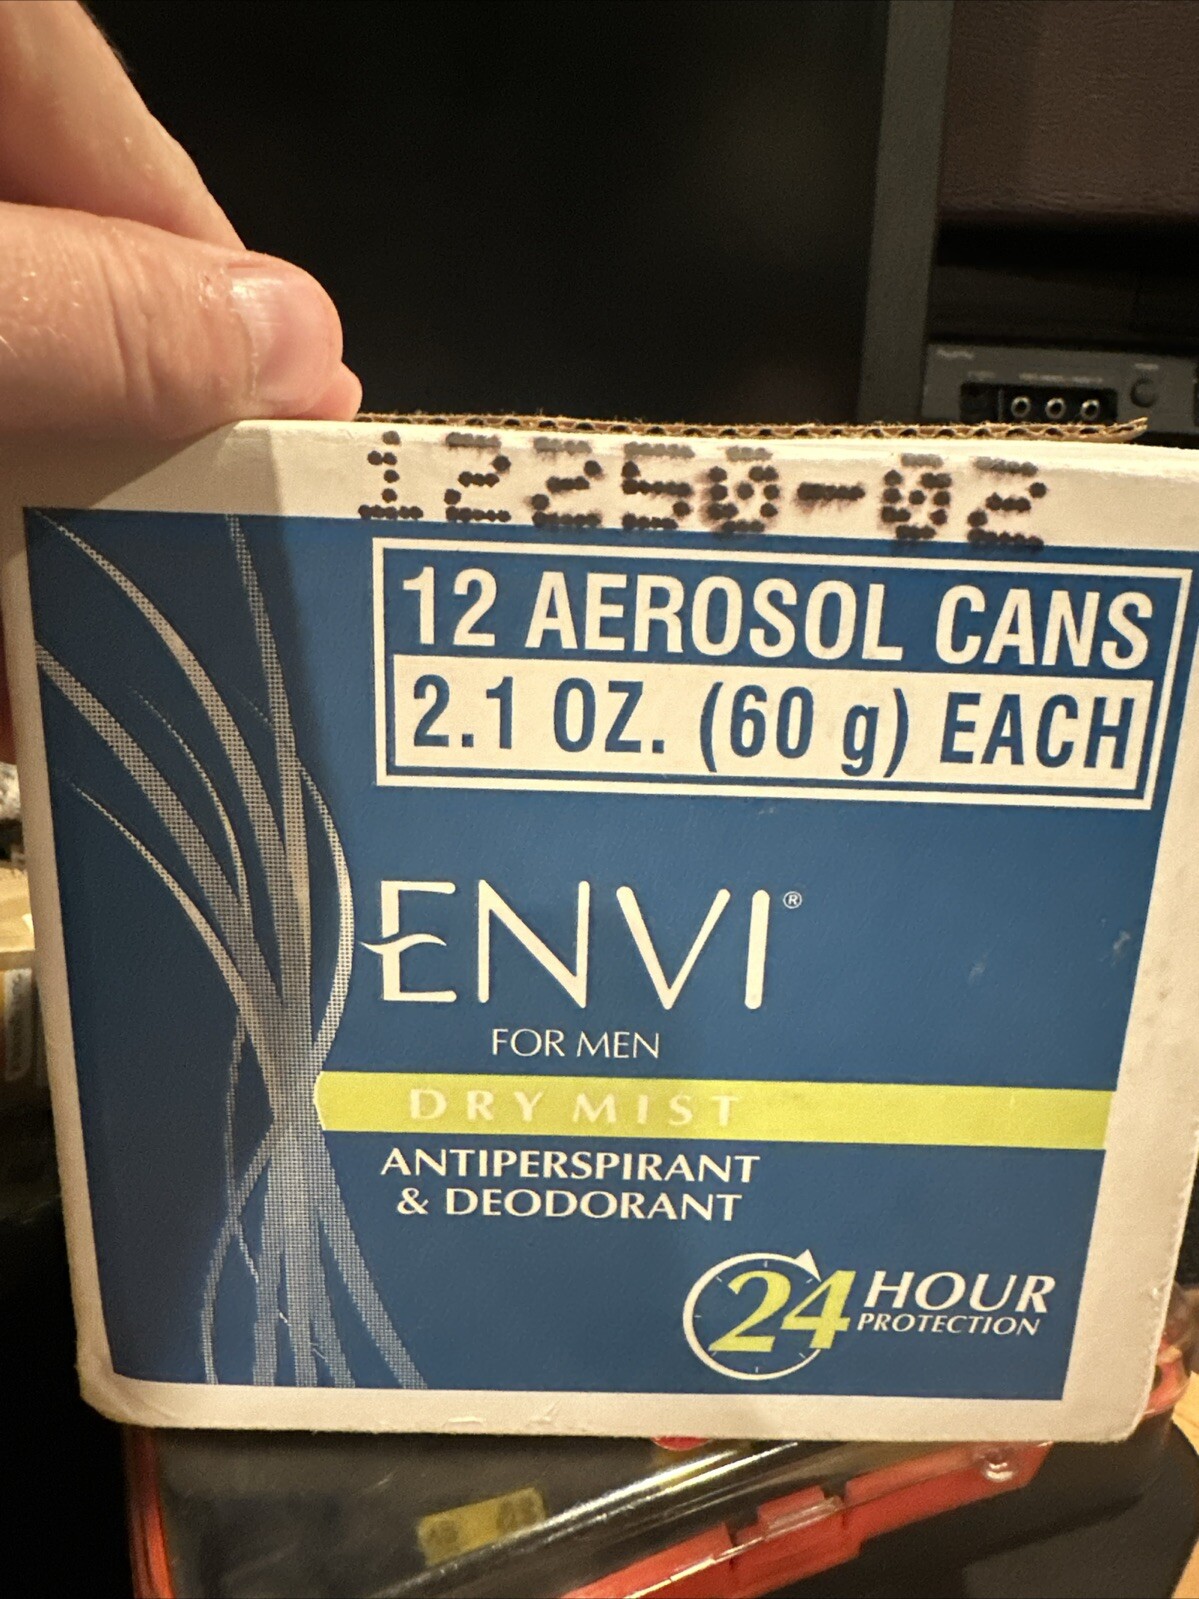 12250-02
12 AEROSOL CANS
2.1 OZ. (60 g) EACH
ENVI®
FOR MEN
DRY MIST
ANTIPERSPIRANT
& DEODORANT
24 HOUR
PROTECTION